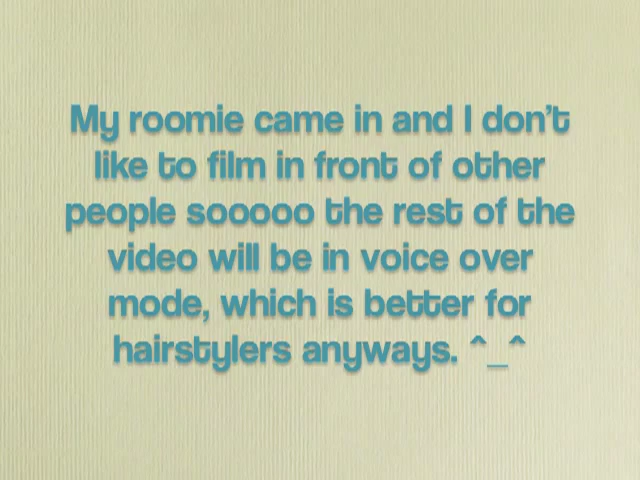 My roomie came in and I don't
like to film in front of other
people sooooo the rest of the
video will be in voice over
mode, which is better for
hairstylers anyways. ^_^